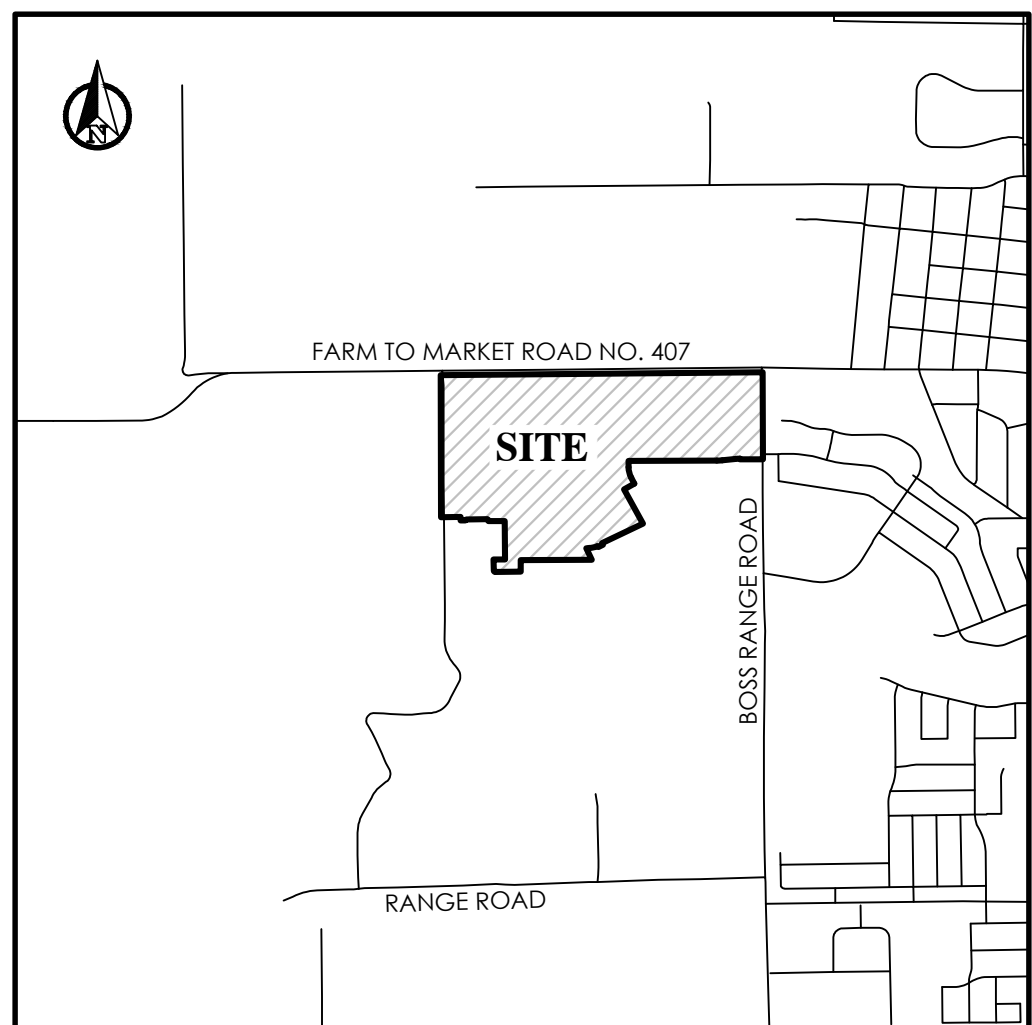 N
FARM TO MARKET ROAD NO. 407
SITE
BOSS RANGE ROAD
RANGE ROAD